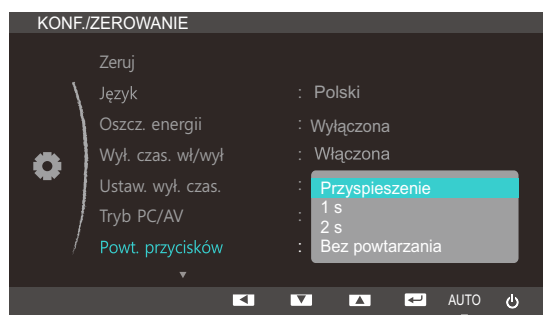 KONF./ZEROWANIE
Zeruj
Język : Polski
Oszcz. energii : Wyłączona
Wył. czas. wł/wył : Włączona
Ustaw. wył. czas. : Przyspieszenie
1 s
Tryb PC/AV :
2 s
Powt. przycisków : Bez powtarzania
AUTO